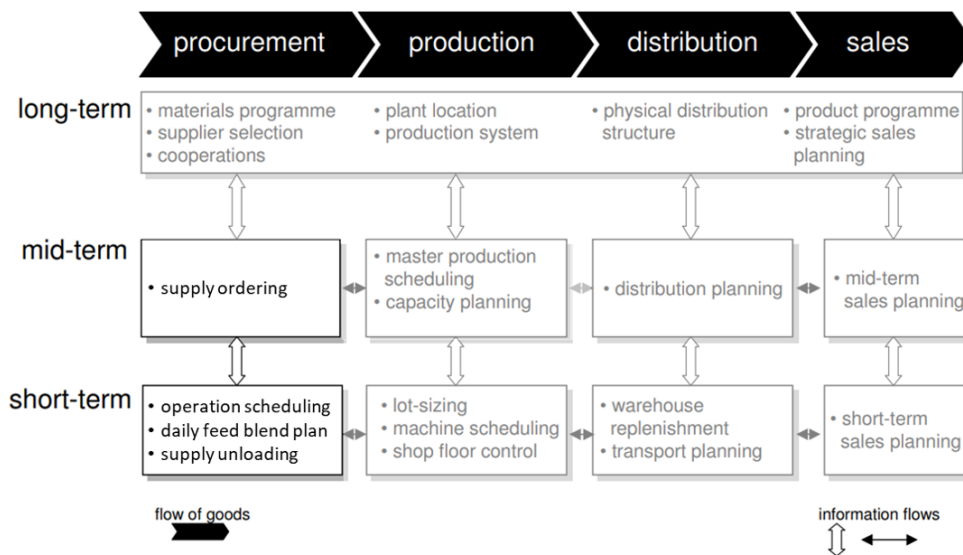 procurement
production
distribution
sales
long-term
• materials programme
• supplier selection
• cooperations
• plant location
• production system
• physical distribution
structure
• product programme
• strategic sales
planning
mid-term
• supply ordering
• master production
scheduling
• capacity planning
• distribution planning
• mid-term
sales planning
short-term
• operation scheduling
• daily feed blend plan
• supply unloading
• lot-sizing
• machine scheduling
• shop floor control
• warehouse
replenishment
• transport planning
• short-term
sales planning
flow of goods
information flows